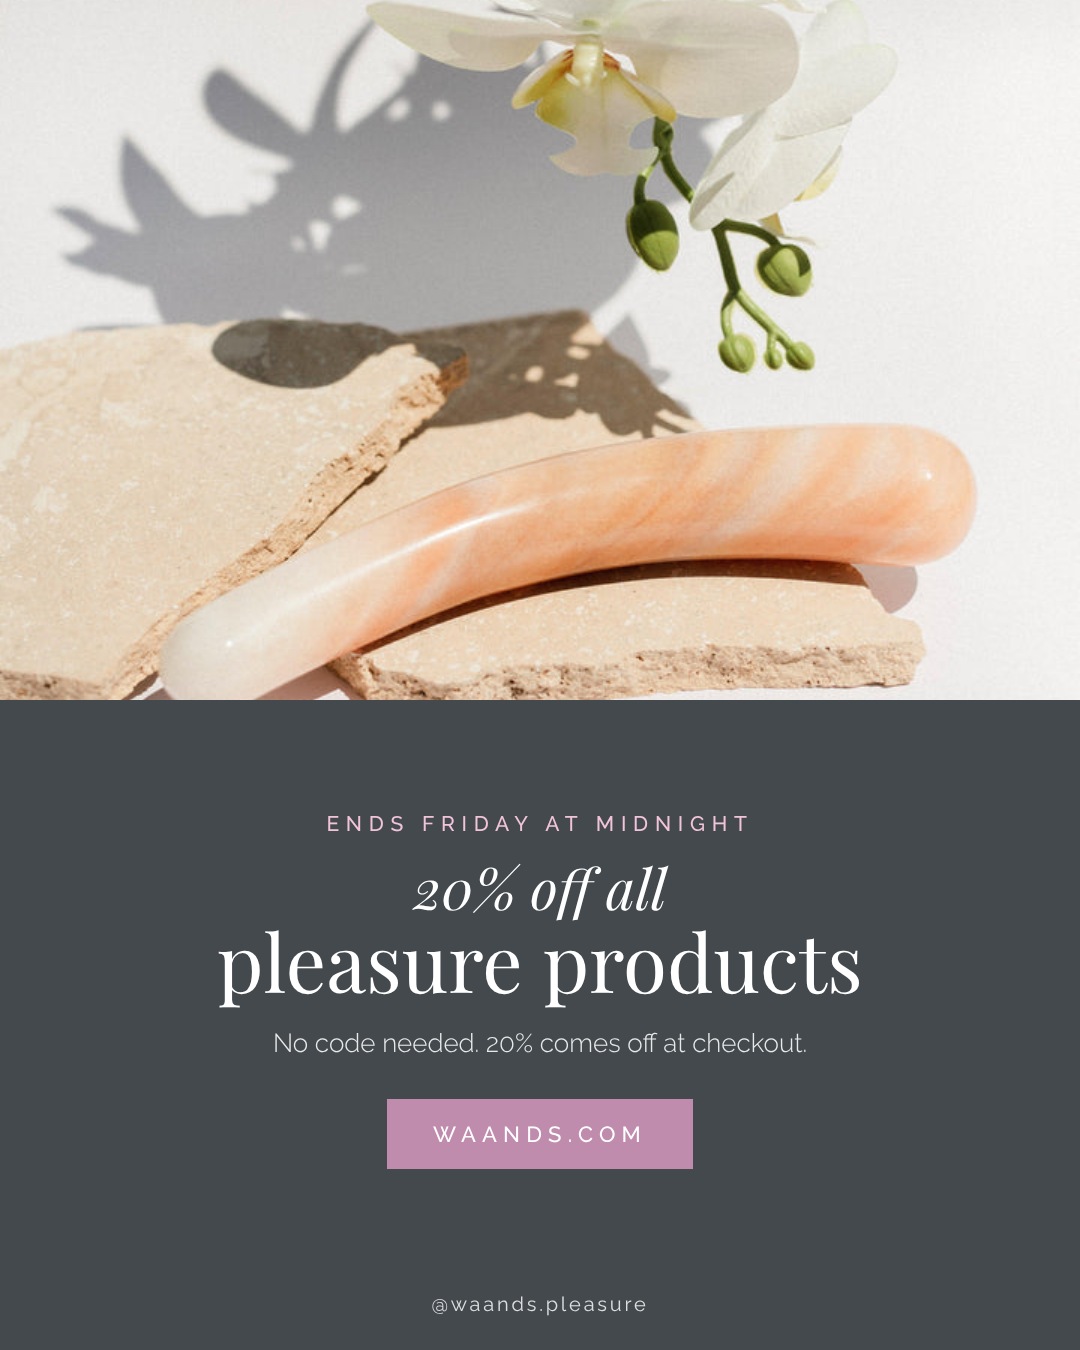 ENDS FRIDAY AT MIDNIGHT
20% off all
pleasure products
No code needed. 20% comes off at checkout.
WAANDS.COM
@waands.pleasure